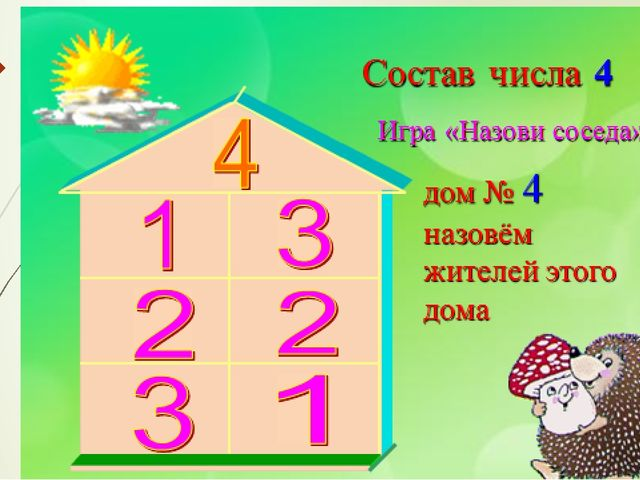 Состав числа 4
Игра «Назови соседа»
дом № 4
назовём
жителей этого
дома
4
1 3
2 2
3 1